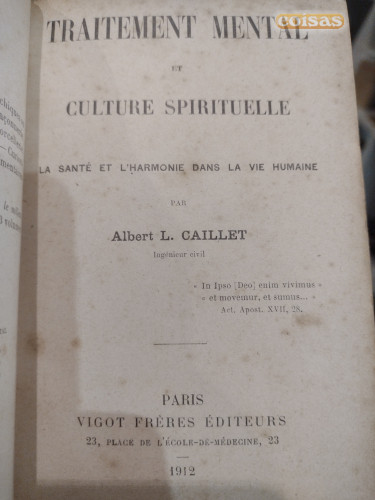 coisas
TRAITEMENT MENTAL
ET
CULTURE SPIRITUELLE
LA SANTÉ ET L'HARMONIE DANS LA VIE HUMAINE
PAR
Albert L. CAILLET
Ingénieur civil
« In Ipso [Deo] enim vivimus »
« et movemur, et sumus... »
Act. Apost. XVII, 28.
PARIS
VIGOT FRÈRES ÉDITEURS
23, PLACE DE L'ÉCOLE-DE-MÉDECINE, 23
1912